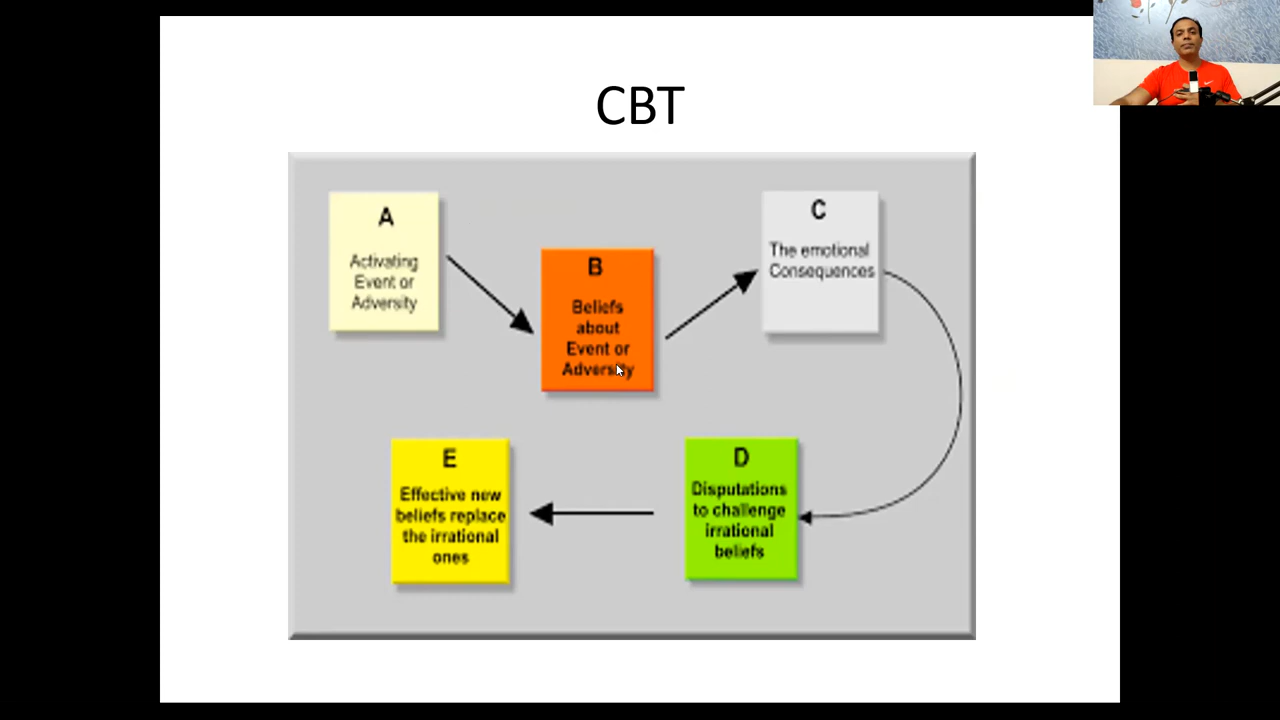 CBT
A
Activating
Event or
Adversity
B
Beliefs
about
Event or
Adversity
C
The emotional
Consequences
E
Effective new
beliefs replace
the irrational
ones
D
Disputations
to challenge
irrational
beliefs